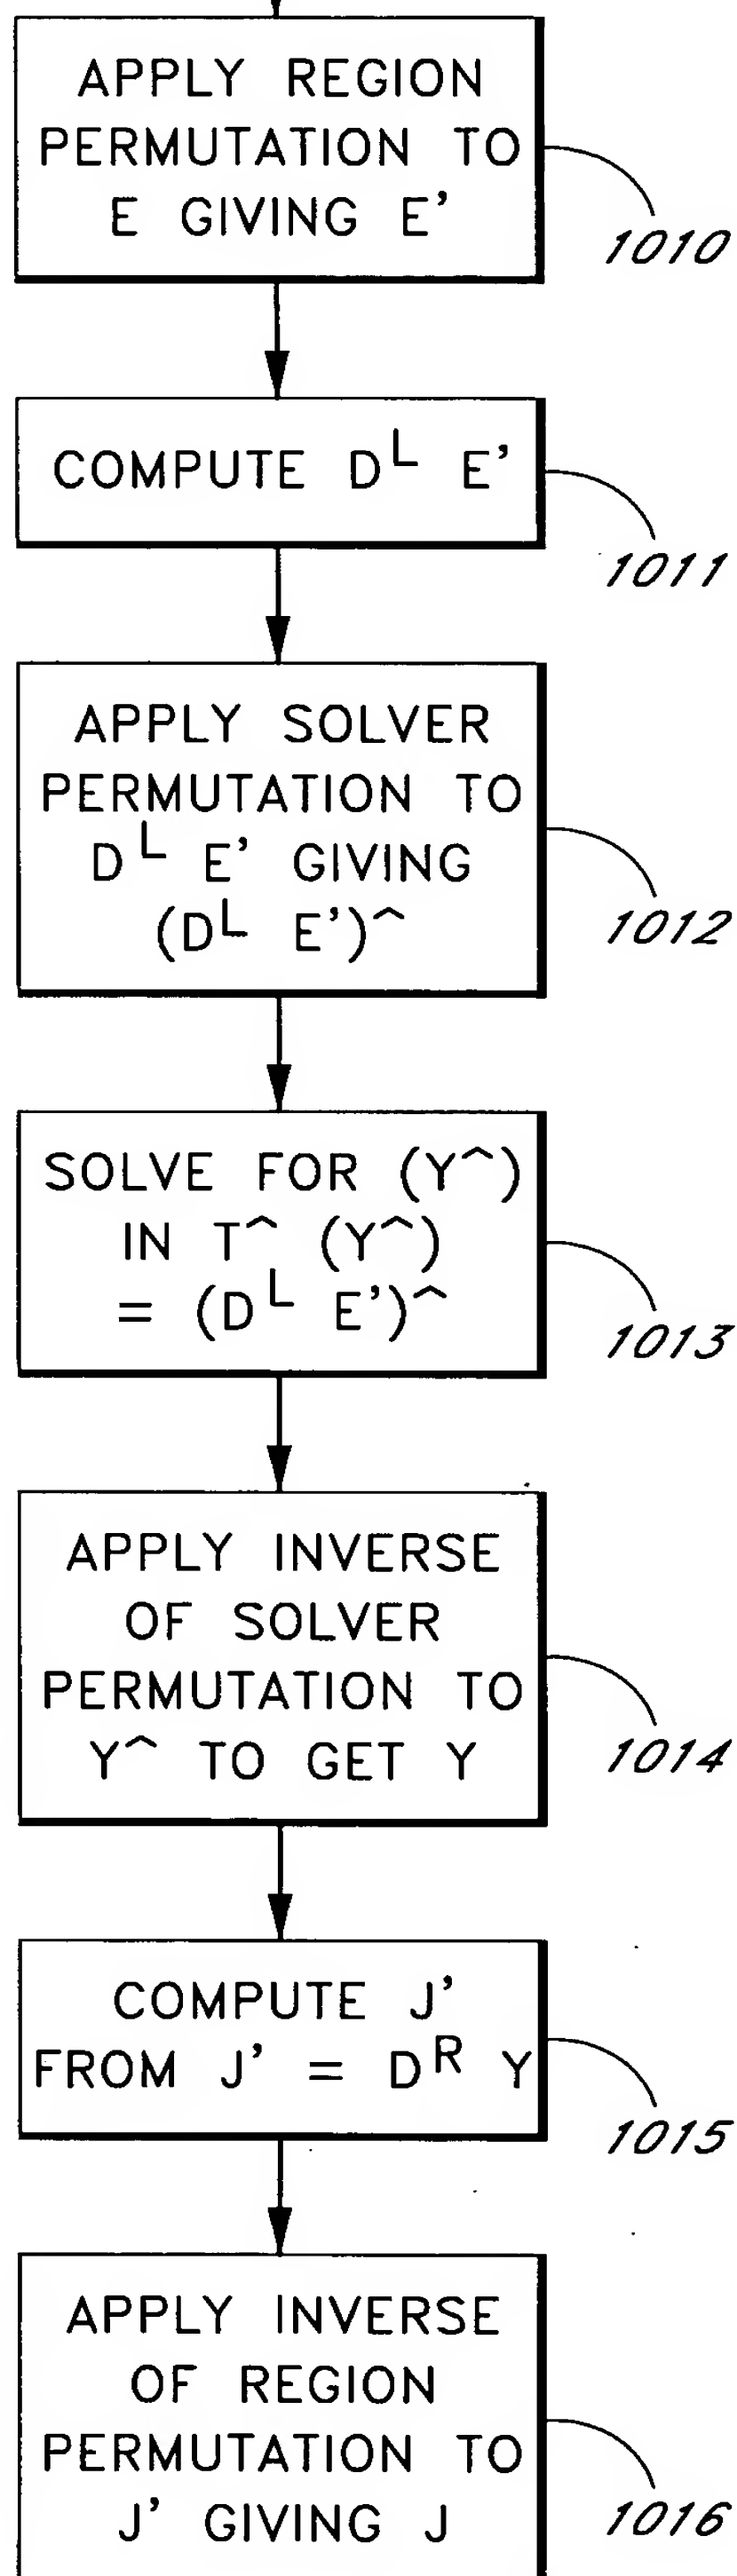 APPLY REGION
PERMUTATION TO
E GIVING E'
1010
COMPUTE D^L E'
1011
APPLY SOLVER
PERMUTATION TO
D^L E' GIVING
(D^L E')^
1012
SOLVE FOR (Y^)
IN T^ (Y^)
= (D^L E')^
1013
APPLY INVERSE
OF SOLVER
PERMUTATION TO
Y^ TO GET Y
1014
COMPUTE J'
FROM J' = D^R Y
1015
APPLY INVERSE
OF REGION
PERMUTATION TO
J' GIVING J
1016